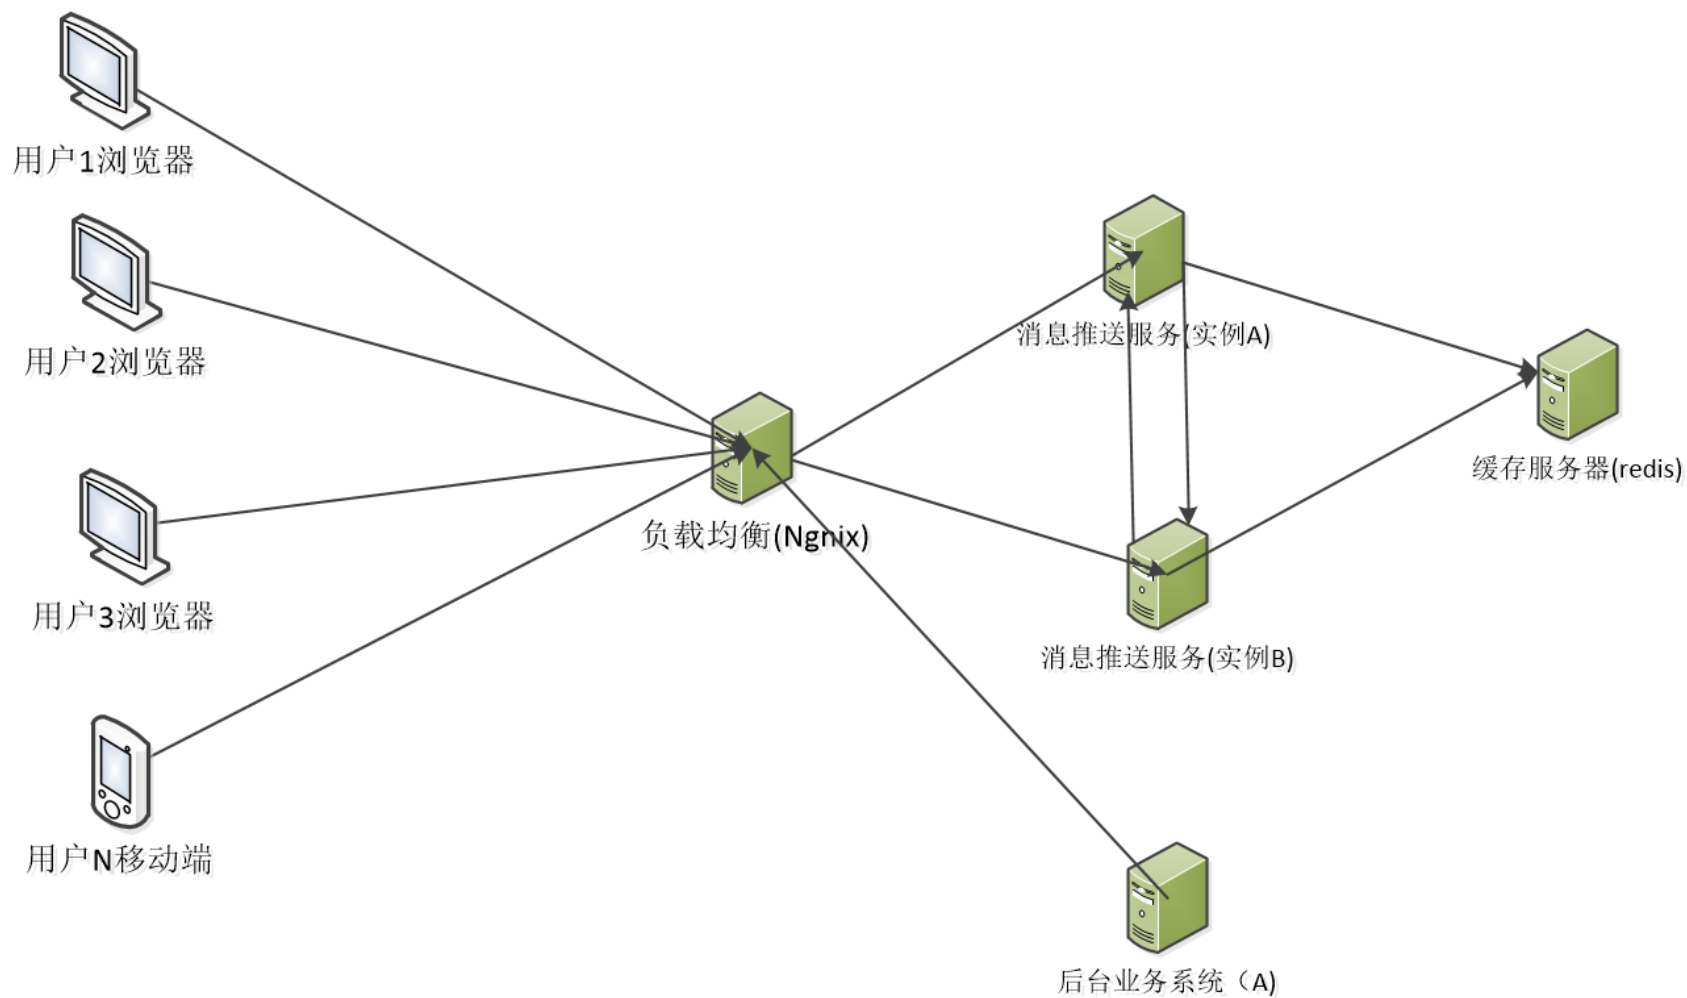 用户1浏览器
用户2浏览器
用户3浏览器
用户N移动端
负载均衡(Ngnix)
消息推送服务(实例A)
消息推送服务(实例B)
缓存服务器(redis)
后台业务系统（A)